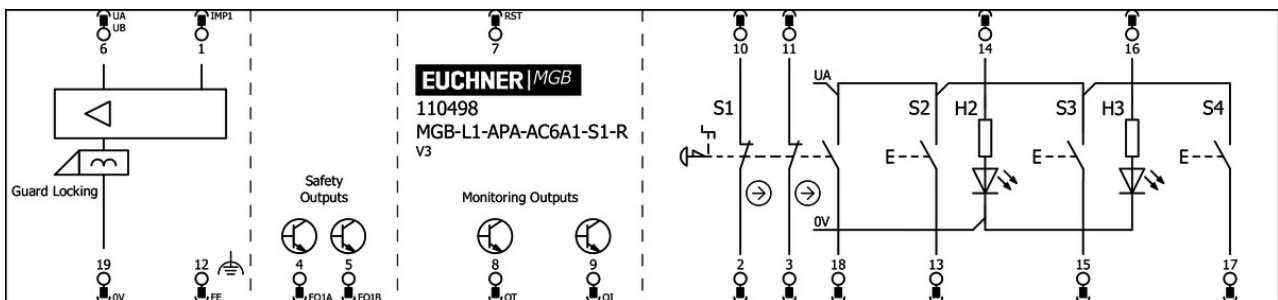 UA
UB
IMP1
RST
6
1
7
10
11
14
16
EUCHNER MGB
110498
MGB-L1-APA-AC6A1-S1-R
V3
UA
S1
S2
H2
S3
H3
S4
E
E
E
Guard Locking
Safety
Outputs
Monitoring Outputs
0V
19
12
4
5
8
9
2
3
18
13
15
17
0V
FE
FO1A
FO1B
OT
OI